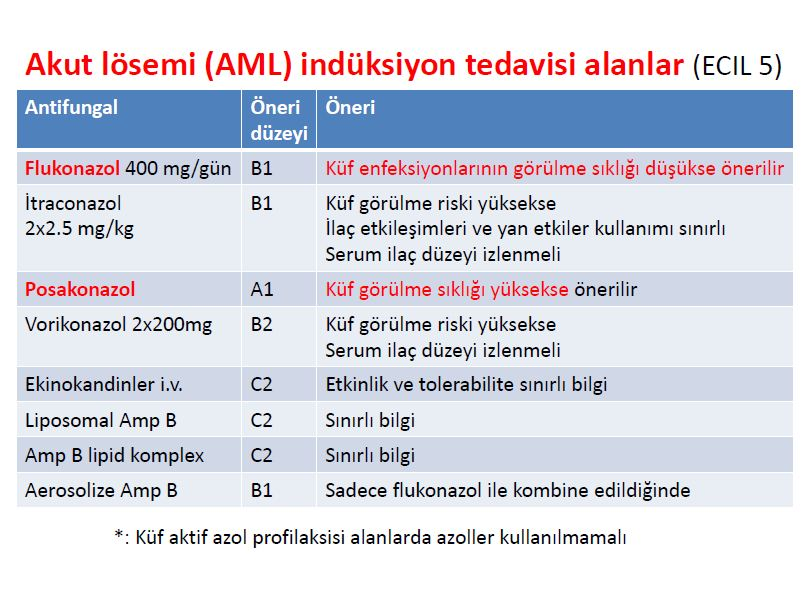 Akut lösemi (AML) indüksiyon tedavisi alanlar (ECIL 5)
Antifungal Öneri düzeyi Öneri
Flukonazol 400 mg/gün B1 Küf enfeksiyonlarının görülme sıklığı düşükse önerilir
İtraconazol 2x2.5 mg/kg B1 Küf görülme riski yüksekse
İlaç etkileşimleri ve yan etkiler kullanımı sınırlı
Serum ilaç düzeyi izlenmeli
Posakonazol A1 Küf görülme sıklığı yüksekse önerilir
Vorikonazol 2x200mg B2 Küf görülme riski yüksekse
Serum ilaç düzeyi izlenmeli
Ekinokandinler i.v. C2 Etkinlik ve tolerabilite sınırlı bilgi
Liposomal Amp B C2 Sınırlı bilgi
Amp B lipid komplex C2 Sınırlı bilgi
Aerosolize Amp B B1 Sadece flukonazol ile kombine edildiğinde
*: Küf aktif azol profilaksisi alanlarda azoller kullanılmamalı